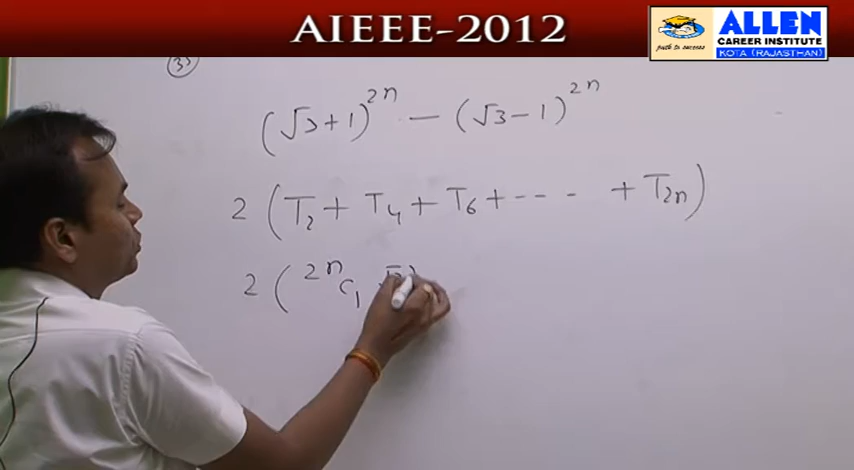 AIEEE-2012
path to success
ALLEN
CAREER INSTITUTE
KOTA (RAJASTHAN)
33
(√3+1)^2n — (√3-1)^2n
2 (T₂ + T₄ + T₆ + ---- + T₂ₙ)
2 ( ²ⁿC₁